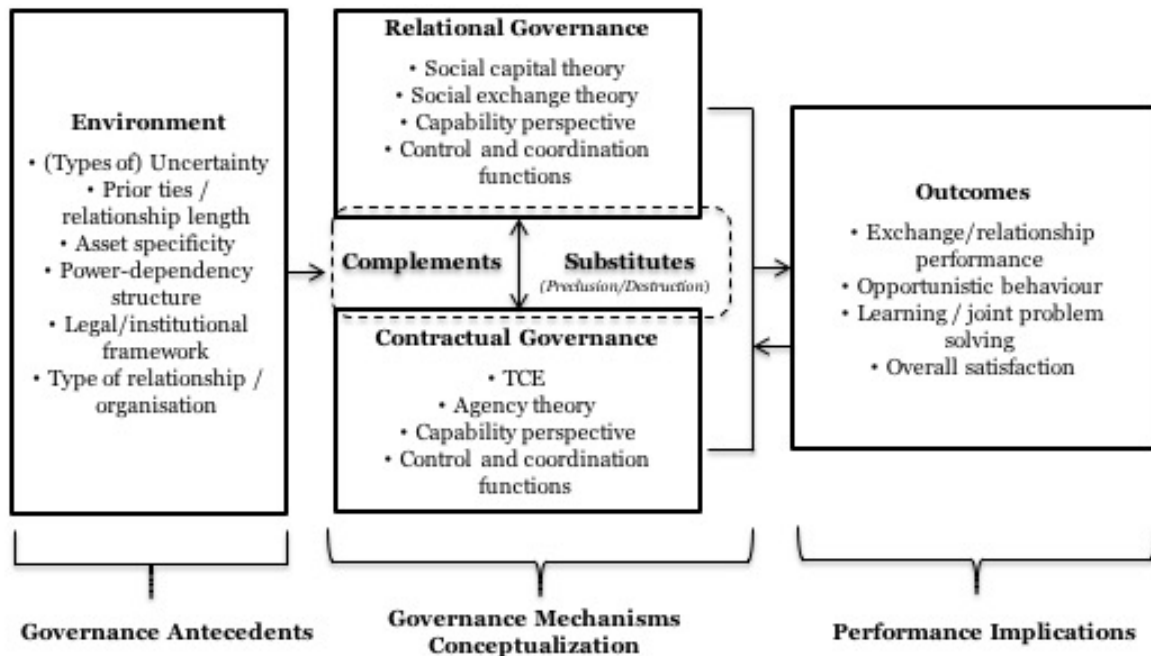 Environment
• (Types of) Uncertainty
• Prior ties /
relationship length
• Asset specificity
• Power-dependency
structure
• Legal/institutional
framework
• Type of relationship /
organisation
Relational Governance
• Social capital theory
• Social exchange theory
• Capability perspective
• Control and coordination
functions
Complements
Substitutes
(Preclusion/Destruction)
Contractual Governance
• TCE
• Agency theory
• Capability perspective
• Control and coordination
functions
Outcomes
• Exchange/relationship
performance
• Opportunistic behaviour
• Learning / joint problem
solving
• Overall satisfaction
Governance Antecedents
Governance Mechanisms
Conceptualization
Performance Implications